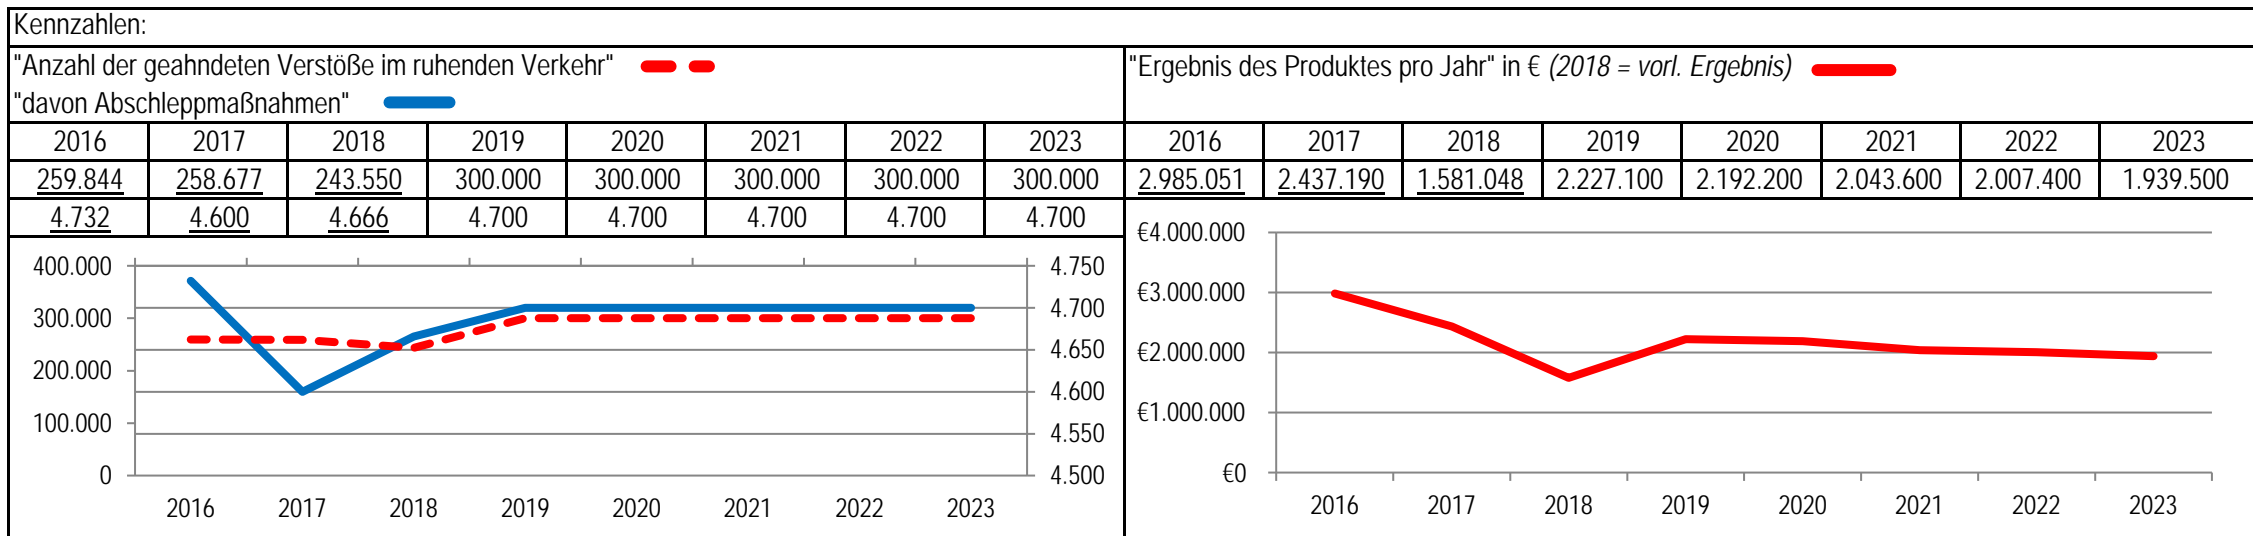 Kennzahlen:
"Anzahl der geahndeten Verstöße im ruhenden Verkehr"
"davon Abschleppmaßnahmen"
2016 2017 2018 2019 2020 2021 2022 2023
259.844 258.677 243.550 300.000 300.000 300.000 300.000 300.000
4.732 4.600 4.666 4.700 4.700 4.700 4.700 4.700
400.000
300.000
200.000
100.000
0
4.750
4.700
4.650
4.600
4.550
4.500
2016 2017 2018 2019 2020 2021 2022 2023
"Ergebnis des Produktes pro Jahr" in € (2018 = vorl. Ergebnis)
2016 2017 2018 2019 2020 2021 2022 2023
2.985.051 2.437.190 1.581.048 2.227.100 2.192.200 2.043.600 2.007.400 1.939.500
€4.000.000
€3.000.000
€2.000.000
€1.000.000
€0
2016 2017 2018 2019 2020 2021 2022 2023